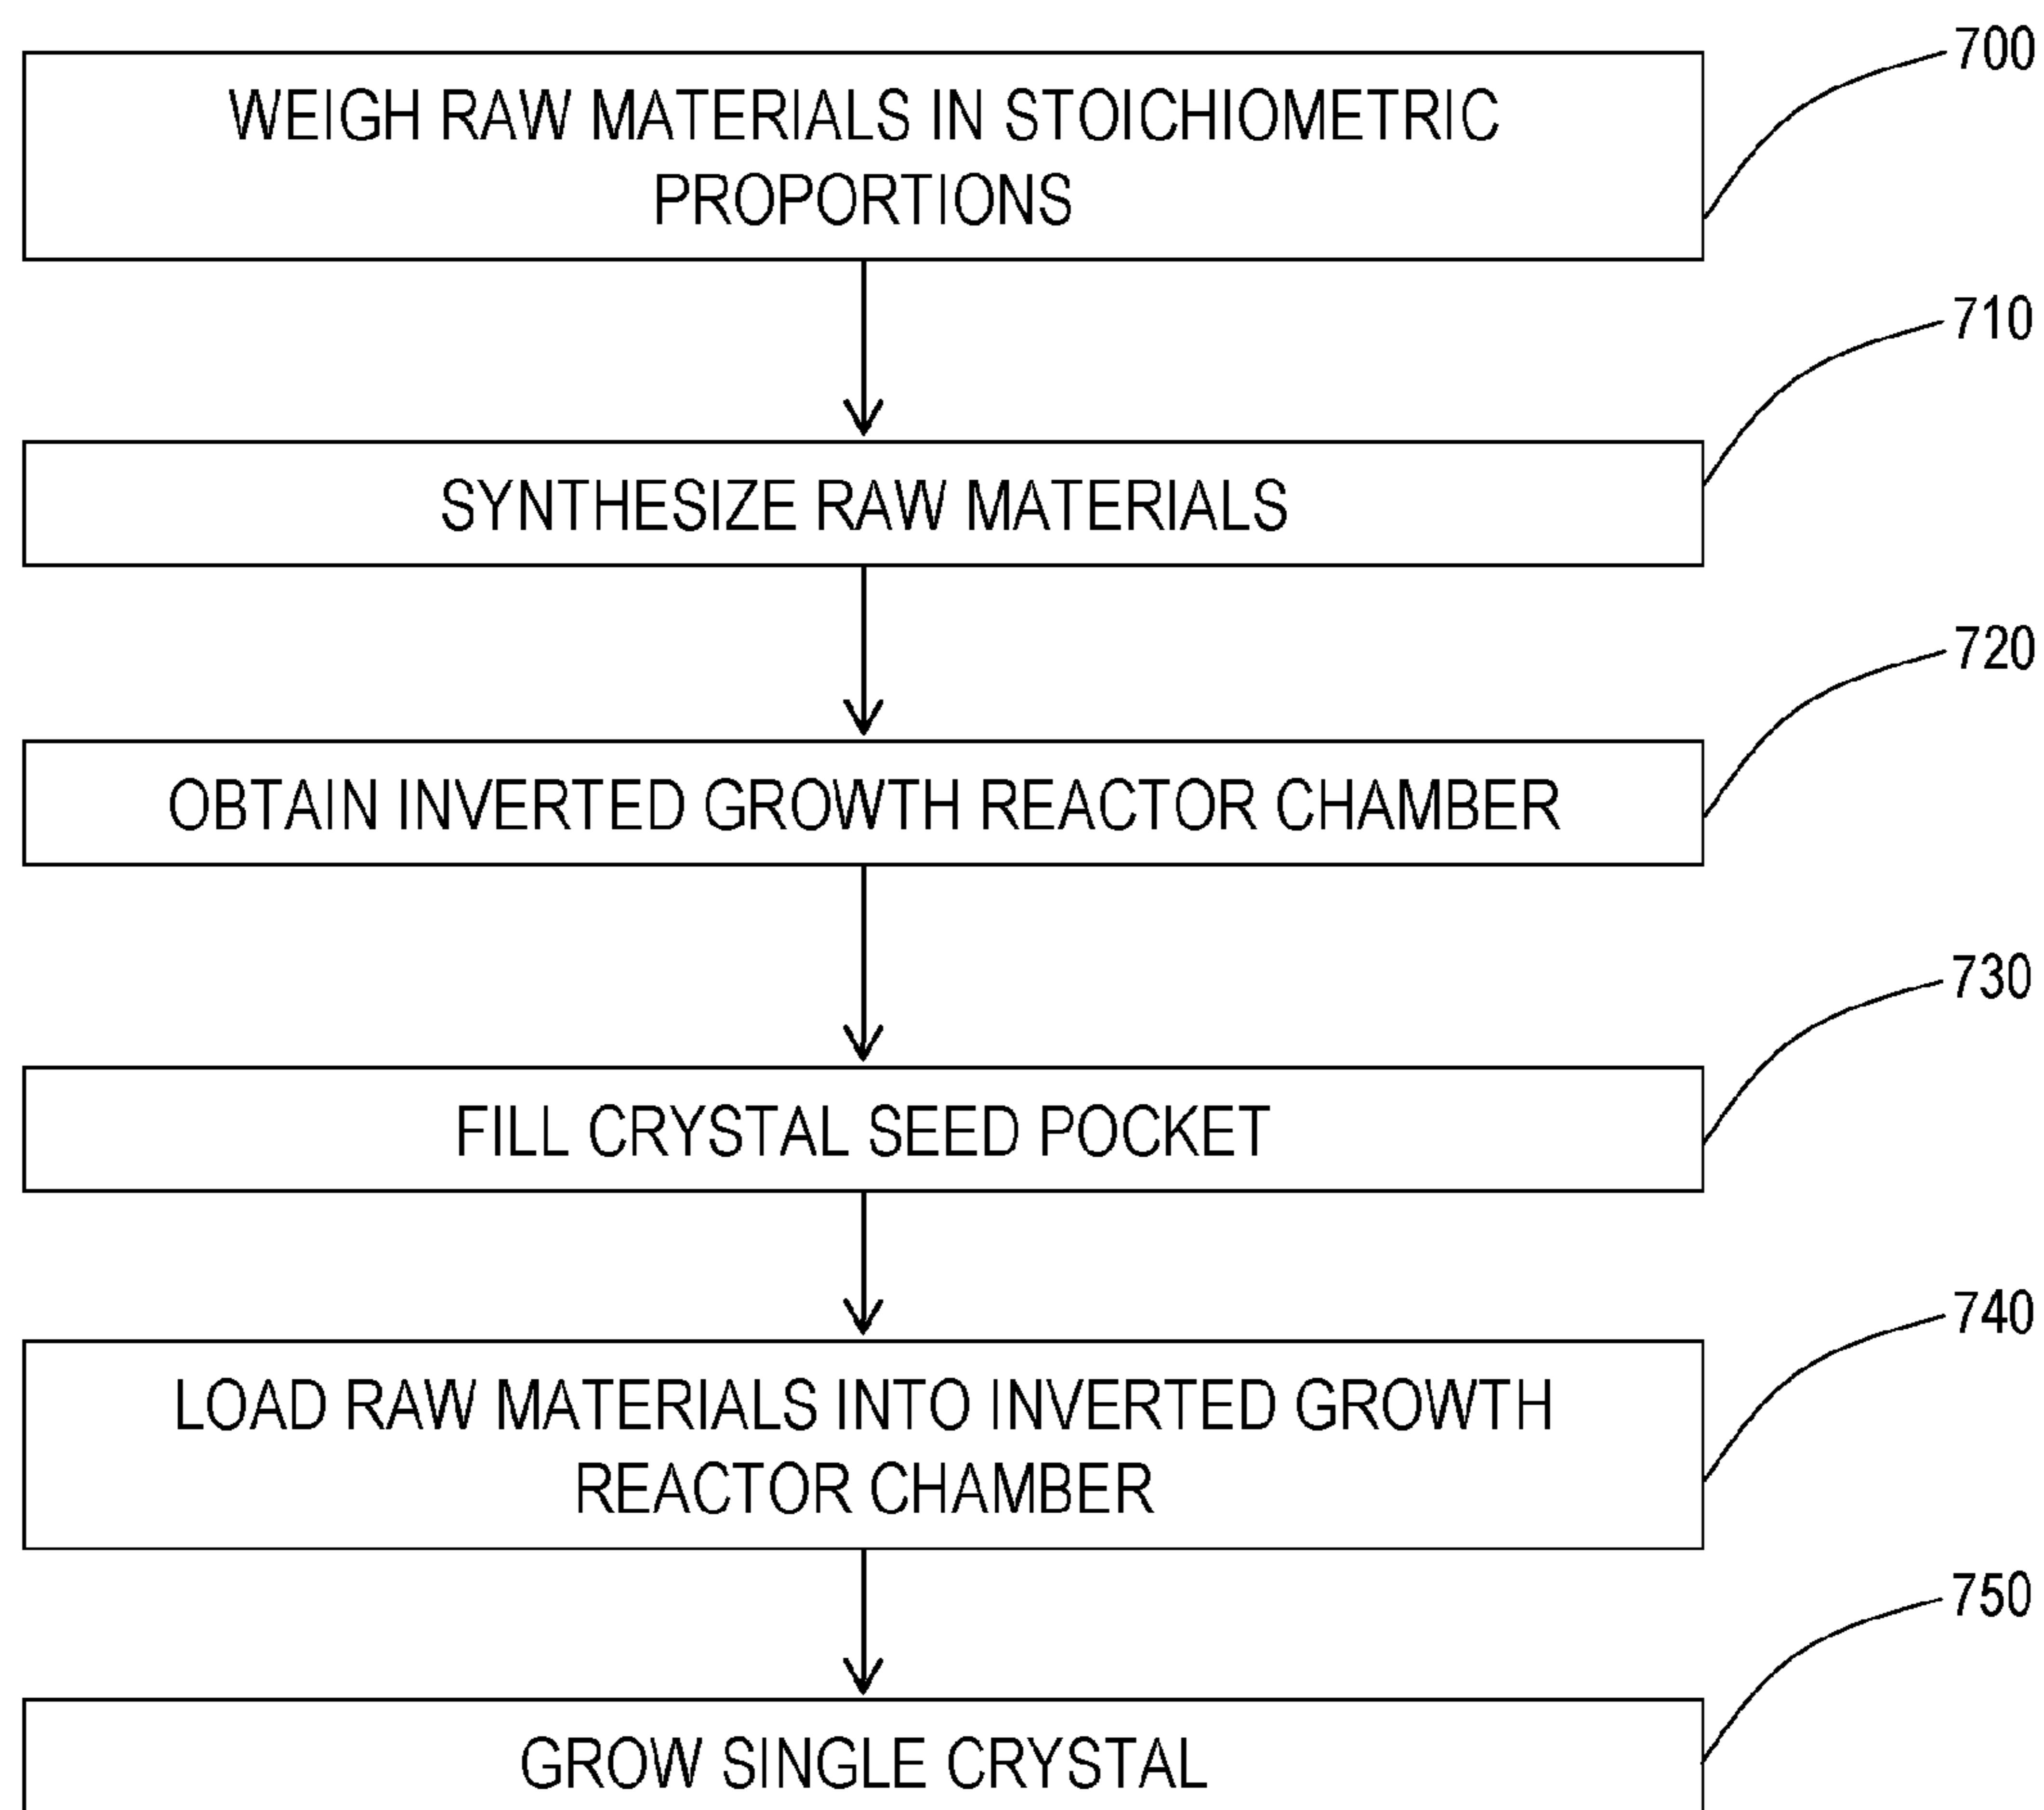 700
WEIGH RAW MATERIALS IN STOICHIOMETRIC
PROPORTIONS
710
SYNTHESIZE RAW MATERIALS
720
OBTAIN INVERTED GROWTH REACTOR CHAMBER
730
FILL CRYSTAL SEED POCKET
740
LOAD RAW MATERIALS INTO INVERTED GROWTH
REACTOR CHAMBER
750
GROW SINGLE CRYSTAL